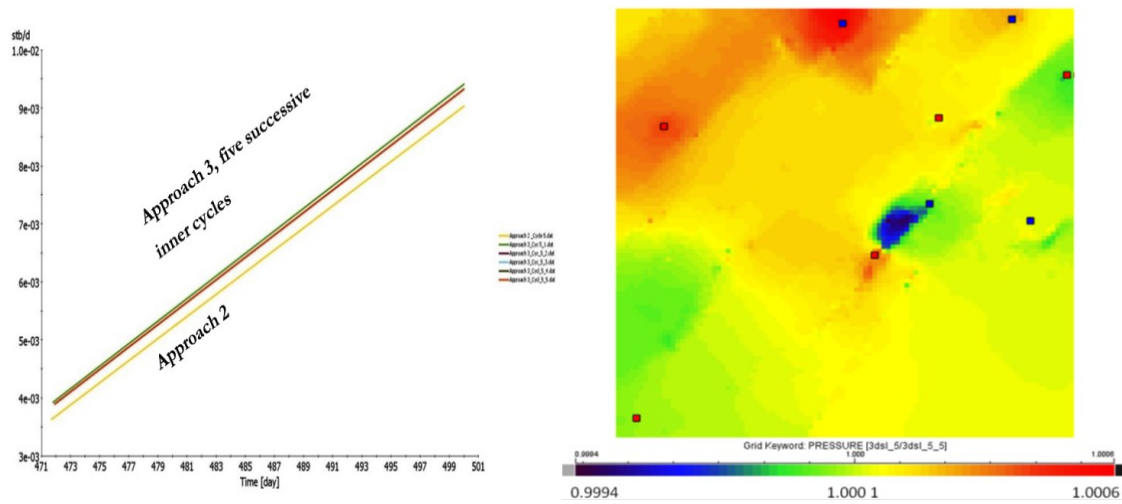 stb/d
1.0e-02
9e-03
8e-03
7e-03
6e-03
5e-03
4e-03
3e-03
Approach 3, five successive
inner cycles
Approach 2
471 473 475 477 479 481 483 485 487 489 491 493 495 497 499 501
Time [day]
Grid Keyword: PRESSURE [3dsl_5/3dsl_5_5]
0.9994 1.000 1.0006
0.9994 1.000 1 1.0006